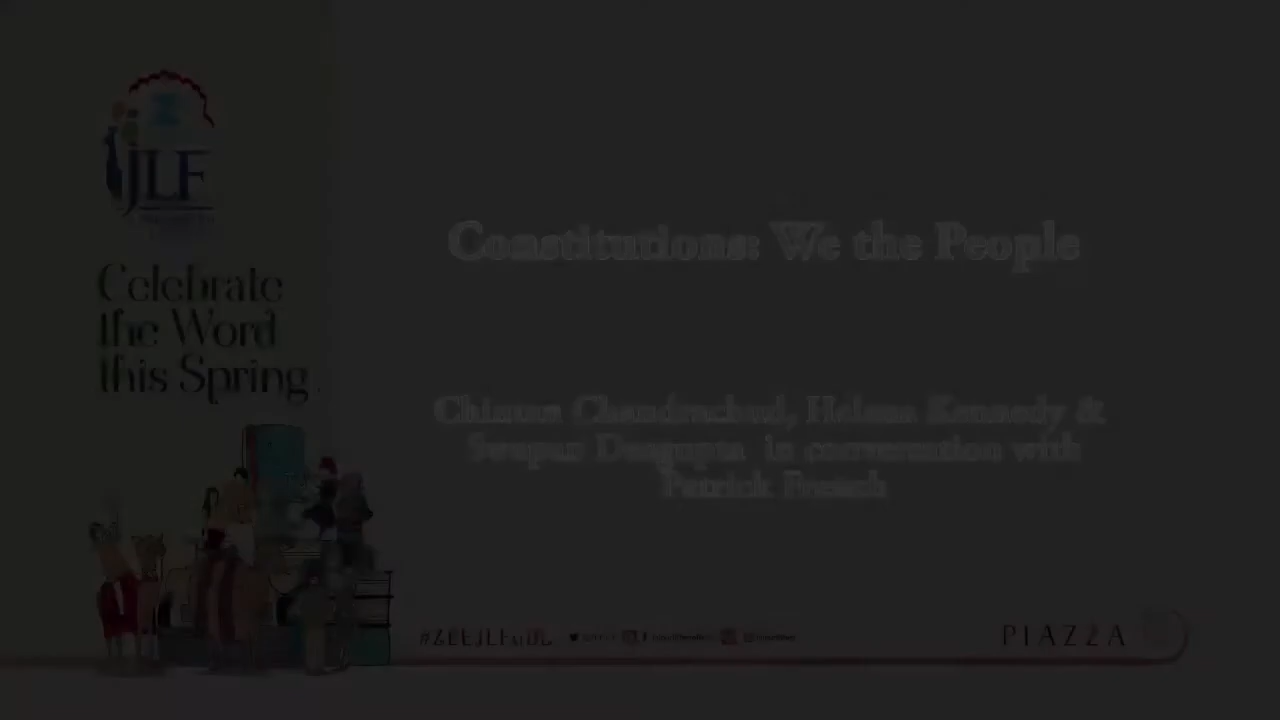 JLF
Celebrate
the Word
this Spring.
Constitutions: We the People
Chintan Chandrachud, Helena Kennedy &
Swapan Dasgupta in conversation with
Patrick French
PIAZZA